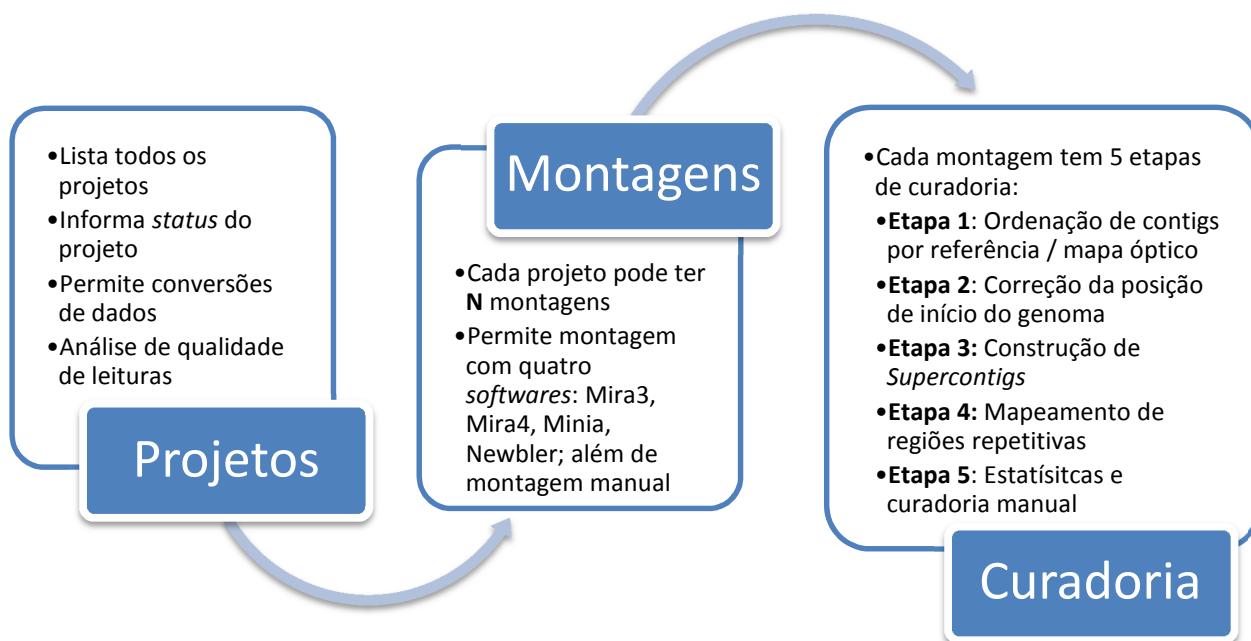 •Lista todos os
projetos
•Informa status do
projeto
•Permite conversões
de dados
•Análise de qualidade
de leituras
Projetos
Montagens
•Cada projeto pode ter
N montagens
•Permite montagem
com quatro
softwares: Mira3,
Mira4, Minia,
Newbler; além de
montagem manual
•Cada montagem tem 5 etapas
de curadoria:
•Etapa 1: Ordenação de contigs
por referência / mapa óptico
•Etapa 2: Correção da posição
de início do genoma
•Etapa 3: Construção de
Supercontigs
•Etapa 4: Mapeamento de
regiões repetitivas
•Etapa 5: Estatísitcas e
curadoria manual
Curadoria